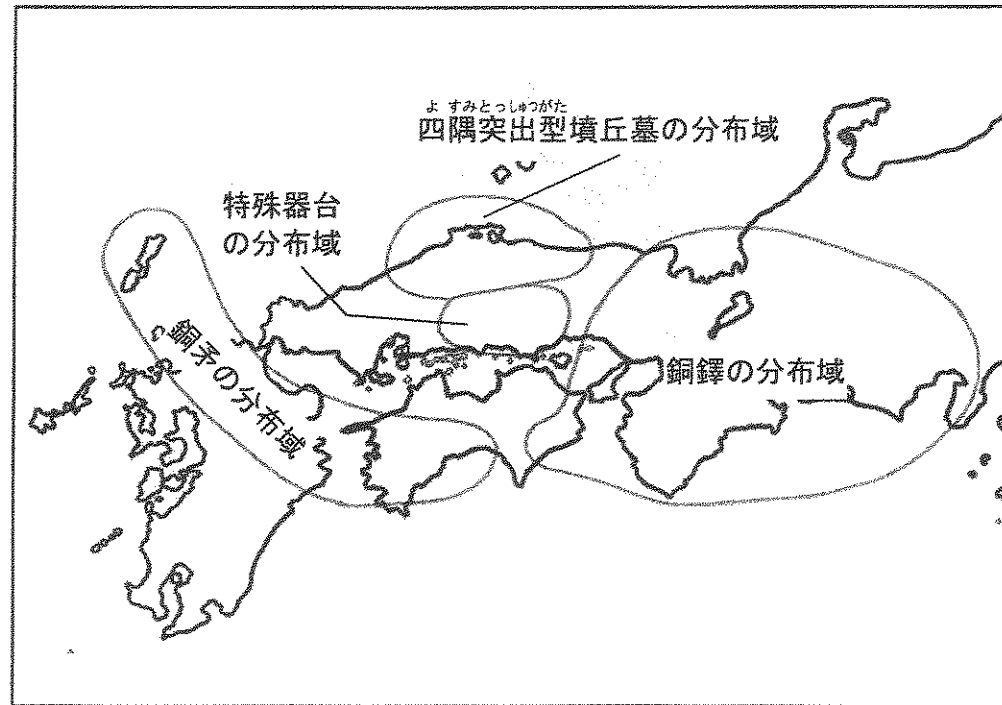 よすみとっしゅつがた
四隅突出型墳丘墓の分布域
特殊器台
の分布域
銅矛の分布域
銅鐸の分布域